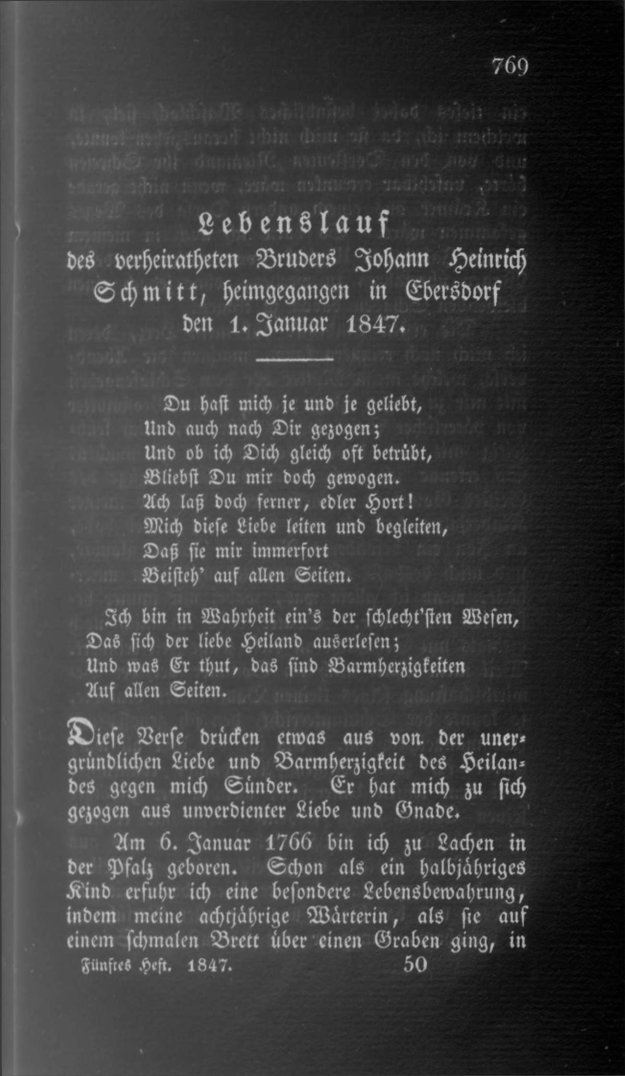 769
Lebenslauf
des verheiratheten Bruders Johann Heinrich
Schmitt, heimgegangen in Ebersdorf
den 1. Januar 1847.
Du hast mich je und je geliebt,
Und auch nach Dir gezogen;
Und ob ich Dich gleich oft betrübt,
Bliebst Du mir doch gewogen.
Ach laß doch ferner, edler Hort!
Mich diese Liebe leiten und begleiten,
Daß sie mir immerfort
Beisteh' auf allen Seiten.
Ich bin in Wahrheit ein's der schlecht'sten Wesen,
Das sich der liebe Heiland auserlesen;
Und was Er thut, das sind Barmherzigkeiten
Auf allen Seiten.
Diese Verse drücken etwas aus von der uner-
gründlichen Liebe und Barmherzigkeit des Heilan-
des gegen mich Sünder. Er hat mich zu sich
gezogen aus unverdienter Liebe und Gnade.
Am 6. Januar 1766 bin ich zu Lachen in
der Pfalz geboren. Schon als ein halbjähriges
Kind erfuhr ich eine besondere Lebensbewahrung,
indem meine achtjährige Wärterin, als sie auf
einem schmalen Brett über einen Graben ging, in
Fünftes Heft. 1847. 50